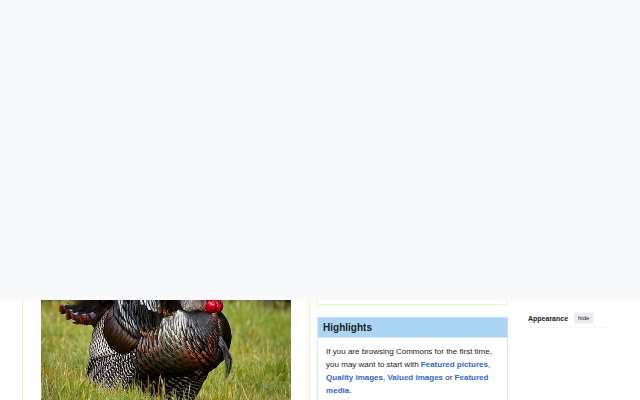 Highlights
If you are browsing Commons for the first time,
you may want to start with Featured pictures,
Quality images, Valued images or Featured
media.
Appearance hide